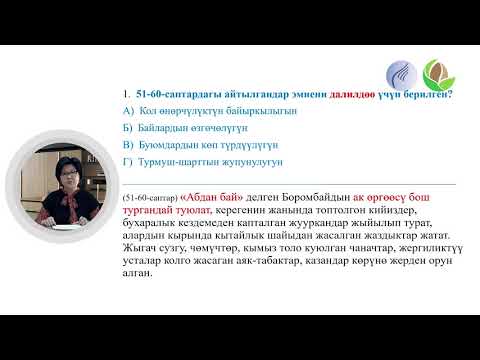 1. 51-60-саптардагы айтылгандар эмнени далилдөө үчүн берилген?
А) Кол өнөрчүлүктүн байыркылыгын
Б) Байлардын өзгөчөлүгүн
В) Буюмдардын көп түрдүүлүгүн
Г) Турмуш-шарттын жупунулугун
(51-60-саптар) «Абдан бай» делген Боромбайдын ак өргөөсү бош
тургандай туюлат, керегенин жанында топтолгон кийиздер,
бухаралык кездемеден капталган жууркандар жыйылып турат,
алардын кырында кытайлык шайыдан жасалган жаздыктар жатат.
Жыгач сузгу, чөмүчтөр, кымыз толо куюлган чаначтар, жергиликтүү
усталар колго жасаган аяк-табактар, казандар көрүнө жерден орун
алган.